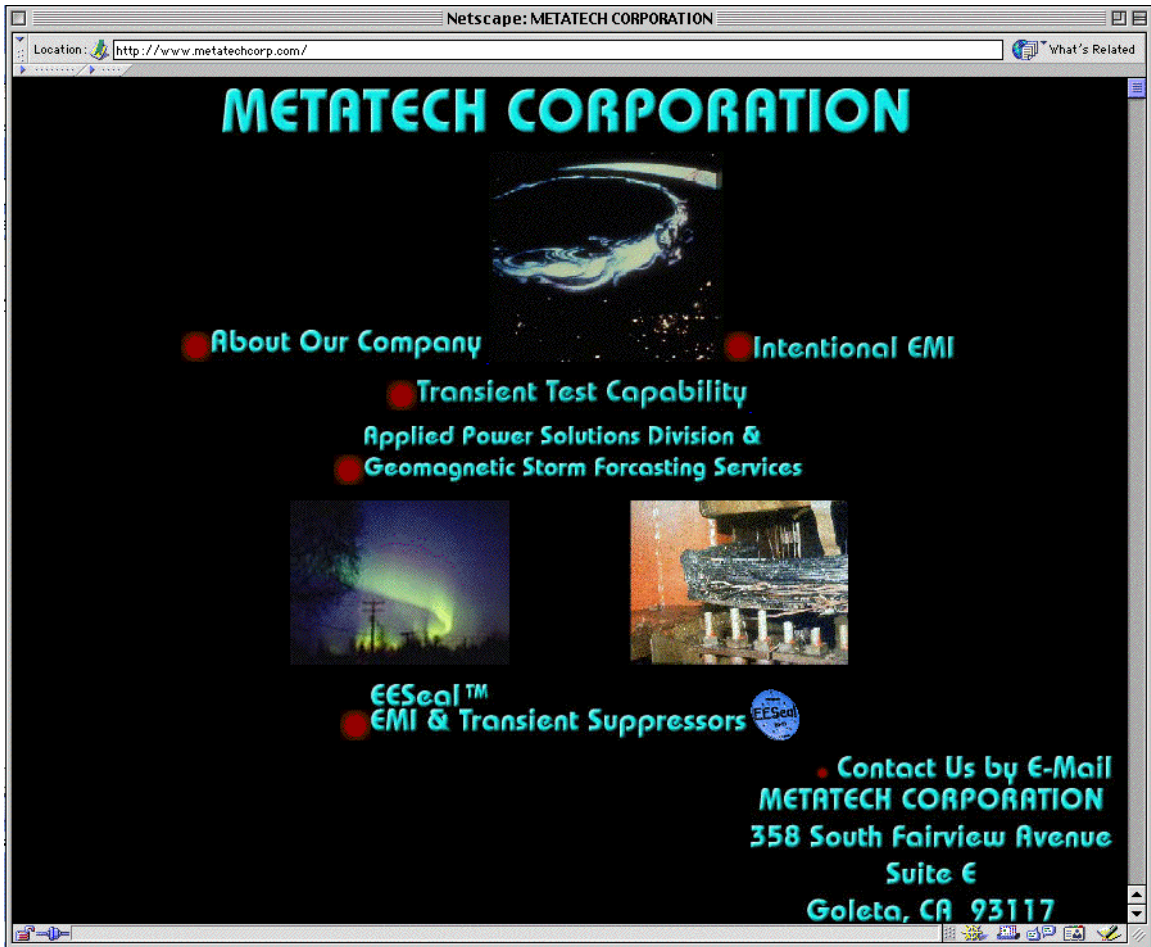 Netscape: METATECH CORPORATION
Location: http://www.metatechcorp.com/ What's Related
METATECH CORPORATION
About Our Company
Intentional EMI
Transient Test Capability
Applied Power Solutions Division &
Geomagnetic Storm Forcasting Services
EESeal™
EMI & Transient Suppressors
EESeal
Contact Us by E-Mail
METATECH CORPORATION
358 South Fairview Avenue
Suite E
Goleta, CA 93117